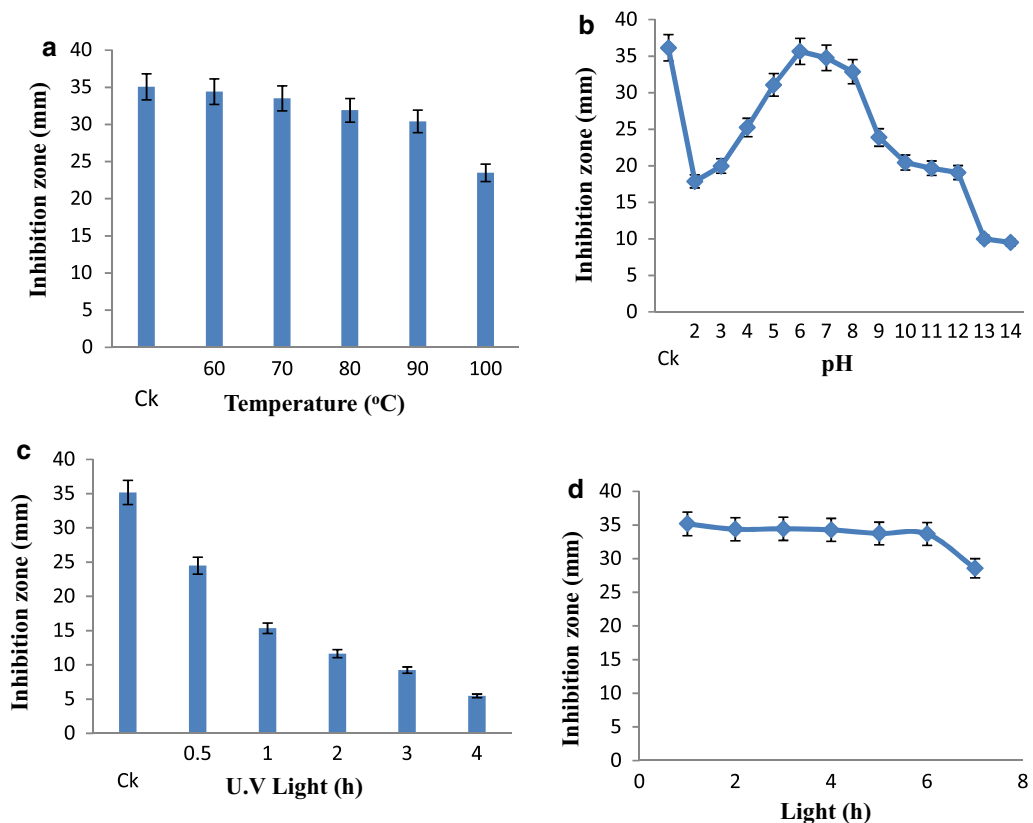 a
Inhibition zone (mm)
40
35
30
25
20
15
10
5
0
60 70 80 90 100
Ck
Temperature (°C)
b
Inhibition zone (mm)
40
35
30
25
20
15
10
5
0
2 3 4 5 6 7 8 9 10 11 12 13 14
Ck
pH
c
Inhibition zone (mm)
40
35
30
25
20
15
10
5
0
0.5 1 2 3 4
Ck
U.V Light (h)
d
Inhibition zone (mm)
40
35
30
25
20
15
10
5
0
0 2 4 6 8
Light (h)